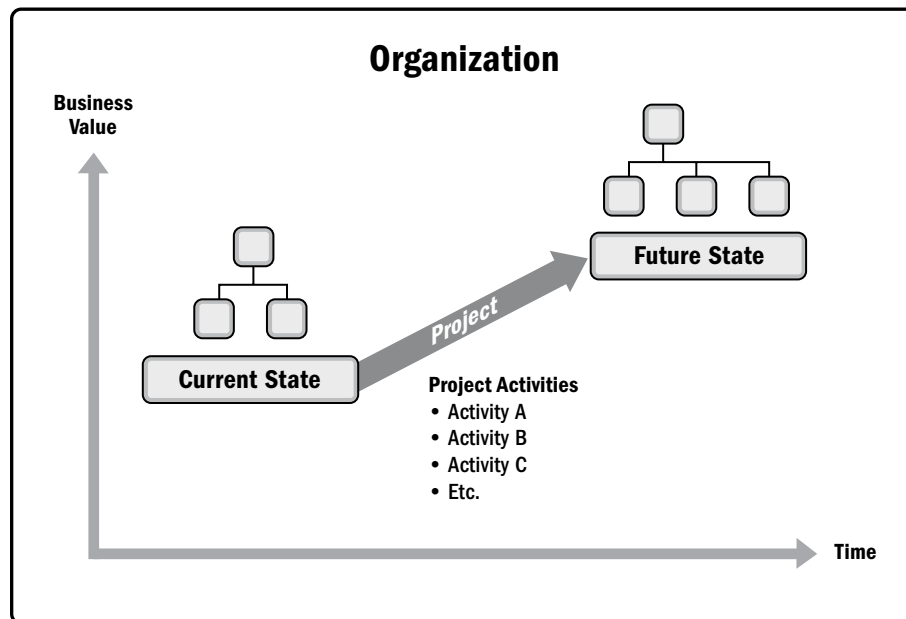 Organization
Business
Value
Future State
Project
Current State
Project Activities
• Activity A
• Activity B
• Activity C
• Etc.
Time